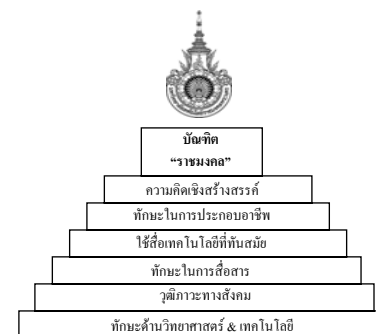 บัณฑิต
“ราชมงคล”
ความคิดเชิงสร้างสรรค์
ทักษะในการประกอบอาชีพ
ใช้สื่อเทคโนโลยีที่ทันสมัย
ทักษะในการสื่อสาร
วุฒิภาวะทางสังคม
ทักษะด้านวิทยาศาสตร์ & เทคโนโลยี